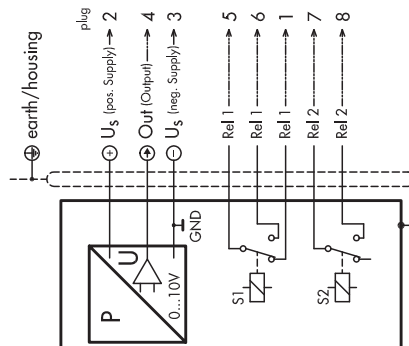 plug
earth/housing
U_S (pos. Supply) 2
Out (Output) 4
U_S (neg. Supply) 3
Rel 1 5
Rel 1 6
Rel 1 1
Rel 2 7
Rel 2 8
P
U
0...10V
GND
S1
S2